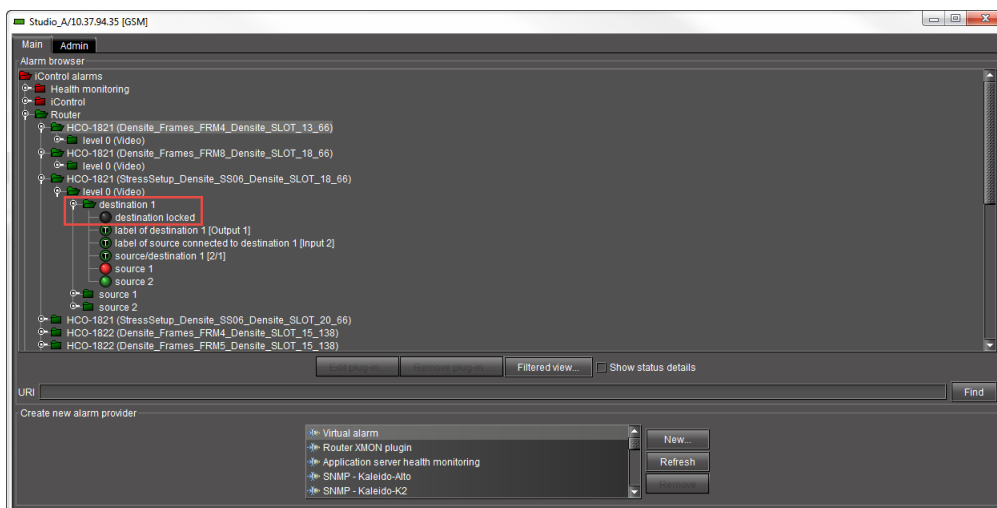 Studio_A/10.37.94.35 [GSM]
Main Admin
Alarm browser
iControl alarms
Health monitoring
iControl
Router
HCO-1821 (Densite_Frames_FRM4_Densite_SLOT_13_66)
level 0 (Video)
HCO-1821 (Densite_Frames_FRM8_Densite_SLOT_18_66)
level 0 (Video)
HCO-1821 (StressSetup_Densite_SS06_Densite_SLOT_18_66)
level 0 (Video)
destination 1
destination locked
T label of destination 1 [Output 1]
T label of source connected to destination 1 [Input 2]
T source/destination 1 [2/1]
source 1
source 2
source 1
source 2
HCO-1821 (StressSetup_Densite_SS06_Densite_SLOT_20_66)
HCO-1822 (Densite_Frames_FRM4_Densite_SLOT_15_138)
HCO-1822 (Densite_Frames_FRM5_Densite_SLOT_15_138)
Edit plug-in... Remove plug-in... Filtered view... Show status details
URI Find
Create new alarm provider
Virtual alarm
New...
Router XMON plugin
Application server health monitoring
Refresh
SNMP - Kaleido-Alto
Remove
SNMP - Kaleido-K2